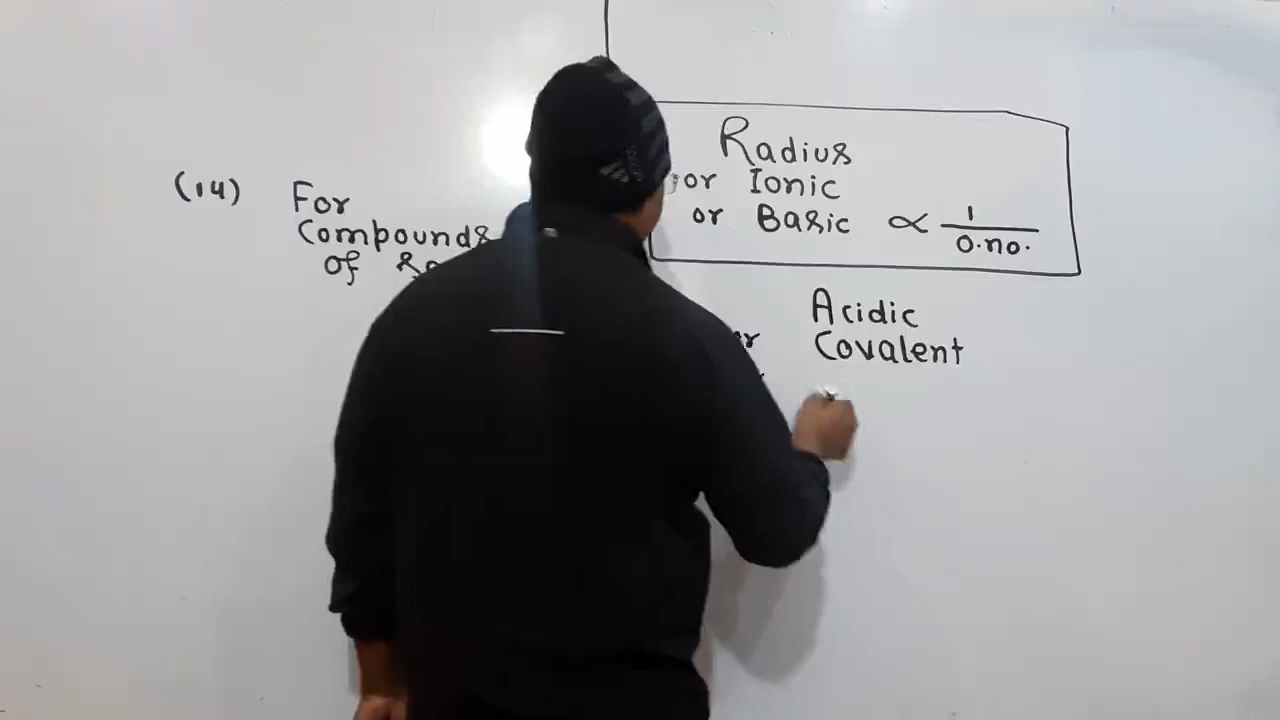 (14) For
Compounds
of
Radius
or Ionic
or Basic ∝ 1/O.no.
Acidic
Covalent